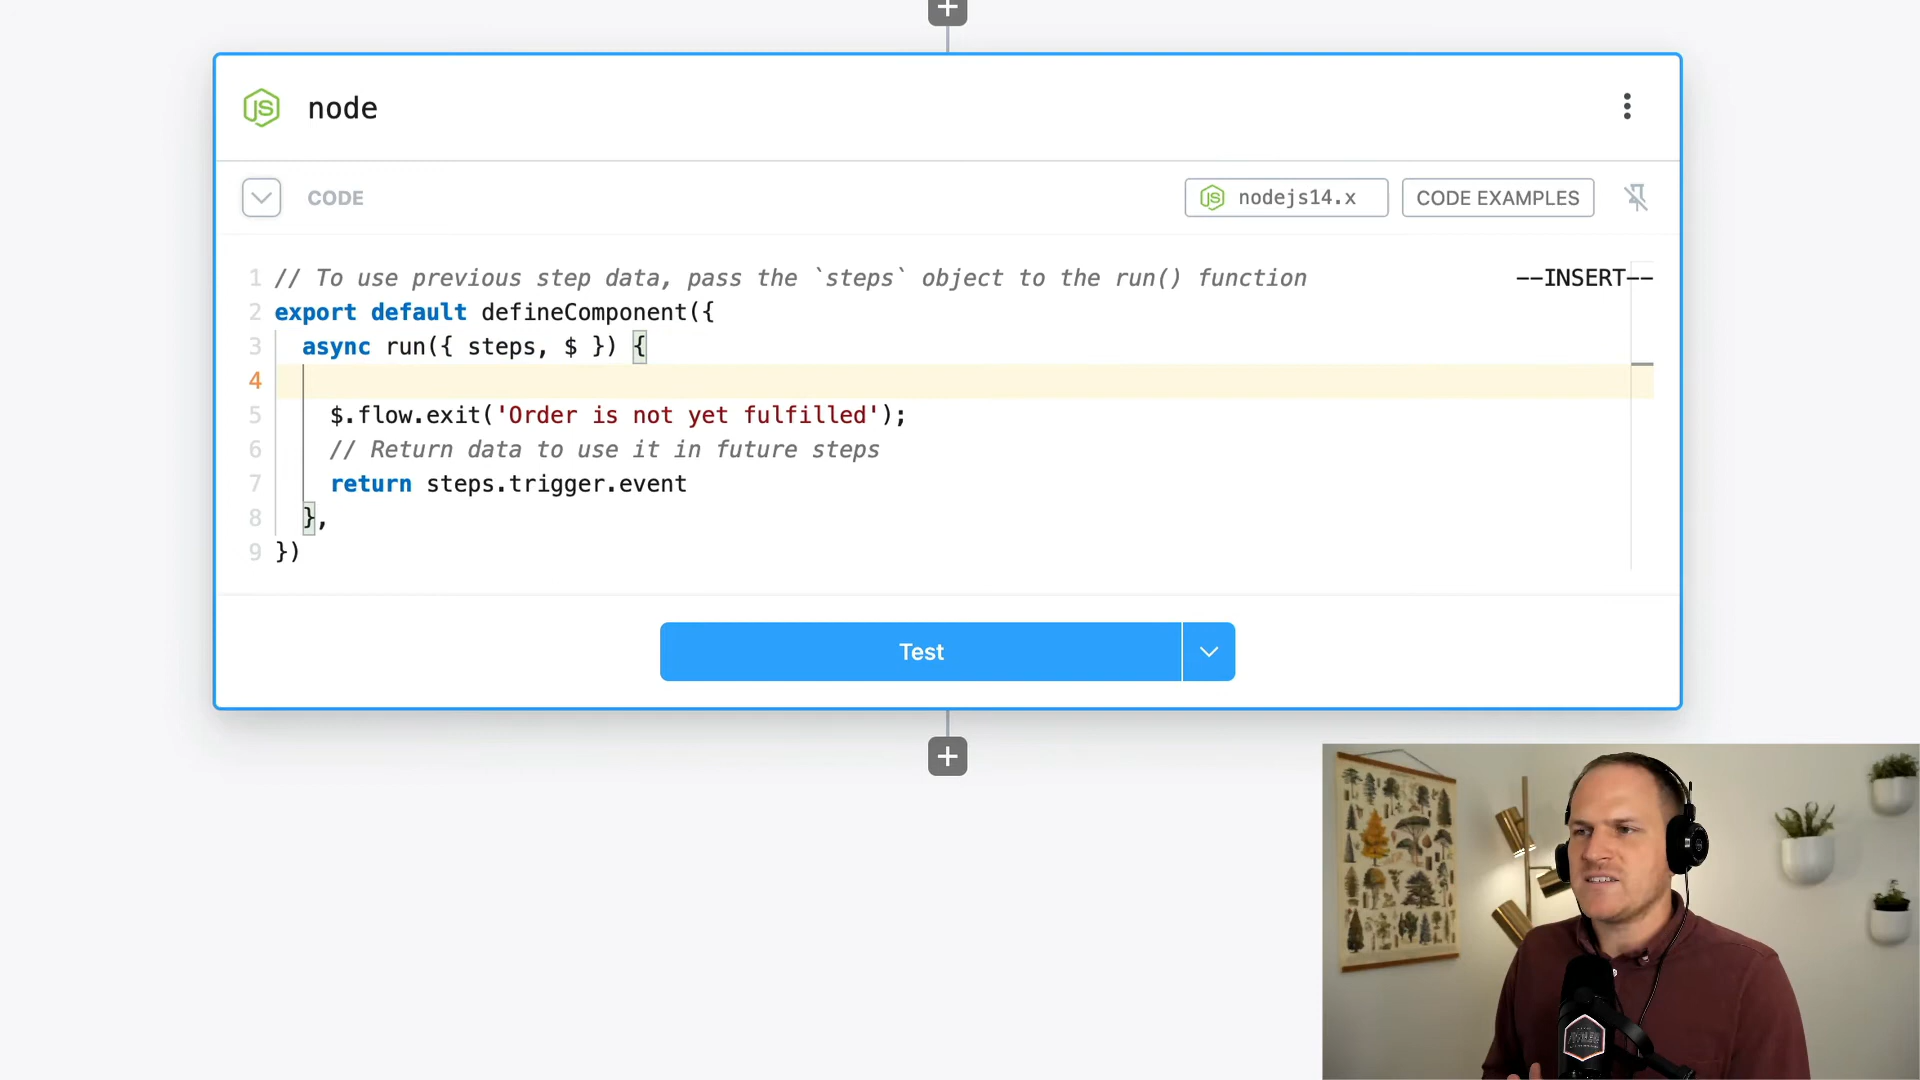 JS node
CODE
JS nodejs14.x
CODE EXAMPLES
1 // To use previous step data, pass the `steps` object to the run() function
--INSERT--
2 export default defineComponent({
3 async run({ steps, $ }) {
4
5 $.flow.exit('Order is not yet fulfilled');
6 // Return data to use it in future steps
7 return steps.trigger.event
8 },
9 })
Test